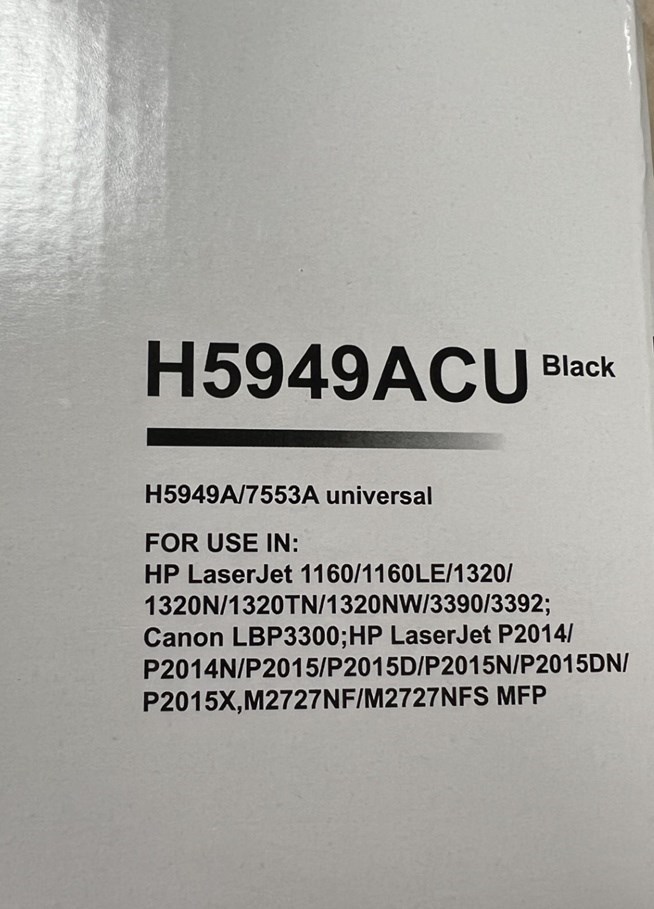 H5949ACU Black
H5949A/7553A universal
FOR USE IN:
HP LaserJet 1160/1160LE/1320/
1320N/1320TN/1320NW/3390/3392;
Canon LBP3300;HP LaserJet P2014/
P2014N/P2015/P2015D/P2015N/P2015DN/
P2015X,M2727NF/M2727NFS MFP